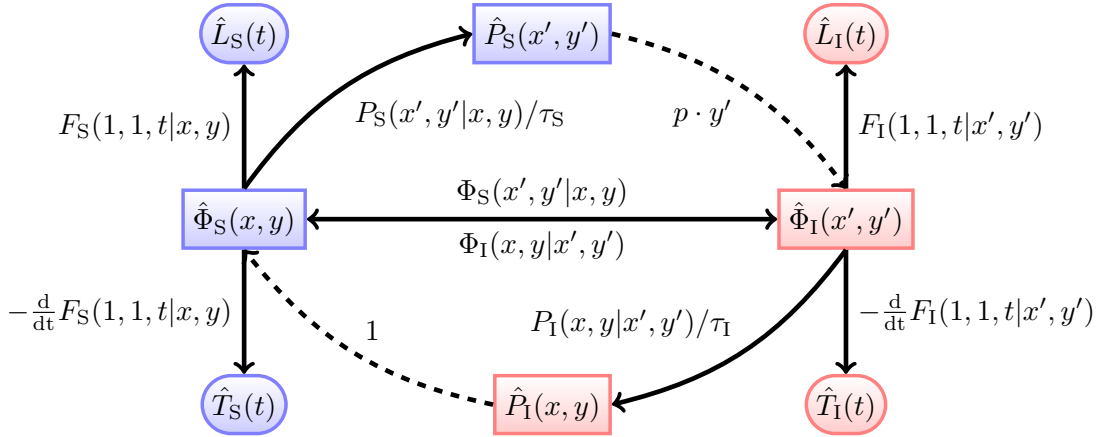 L̂_S(t)
P̂_S(x′, y′)
L̂_I(t)
F_S(1, 1, t|x, y)
P_S(x′, y′|x, y)/τ_S
p · y′
F_I(1, 1, t|x′, y′)
Φ̂_S(x, y)
Φ_S(x′, y′|x, y)
Φ_I(x, y|x′, y′)
Φ̂_I(x′, y′)
−d/dt F_S(1, 1, t|x, y)
1
P_I(x, y|x′, y′)/τ_I
−d/dt F_I(1, 1, t|x′, y′)
T̂_S(t)
P̂_I(x, y)
T̂_I(t)